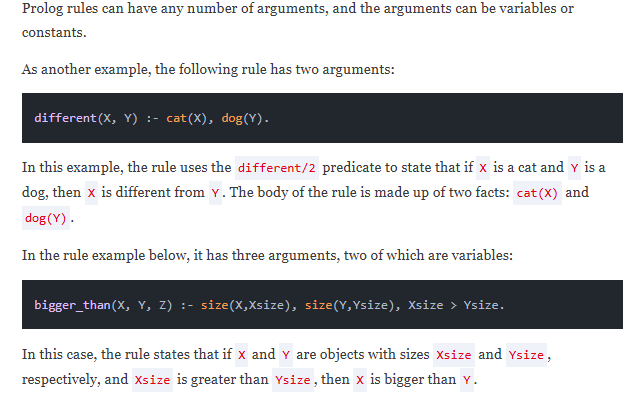 Prolog rules can have any number of arguments, and the arguments can be variables or
constants.
As another example, the following rule has two arguments:
different(X, Y) :- cat(X), dog(Y).
In this example, the rule uses the different/2 predicate to state that if X is a cat and Y is a
dog, then X is different from Y. The body of the rule is made up of two facts: cat(X) and
dog(Y).
In the rule example below, it has three arguments, two of which are variables:
bigger_than(X, Y, Z) :- size(X,Xsize), size(Y,Ysize), Xsize > Ysize.
In this case, the rule states that if X and Y are objects with sizes Xsize and Ysize,
respectively, and Xsize is greater than Ysize, then X is bigger than Y.